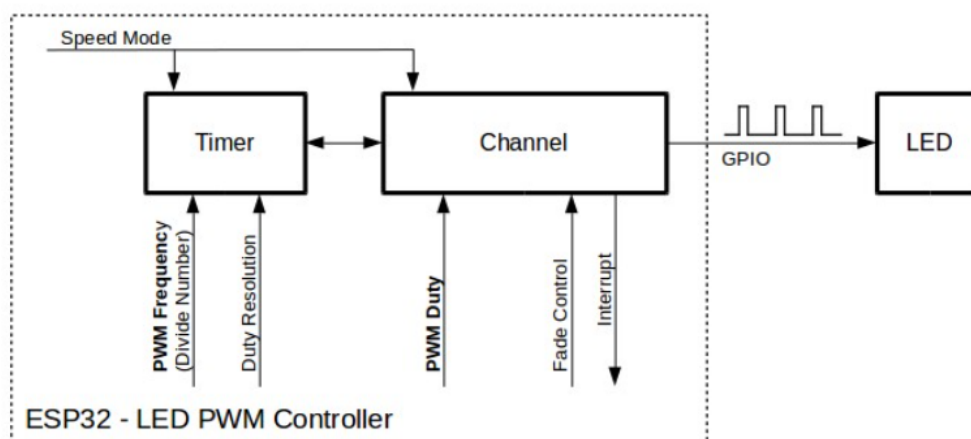 Speed Mode
Timer
Channel
GPIO
LED
PWM Frequency
(Divide Number)
Duty Resolution
PWM Duty
Fade Control
Interrupt
ESP32 - LED PWM Controller